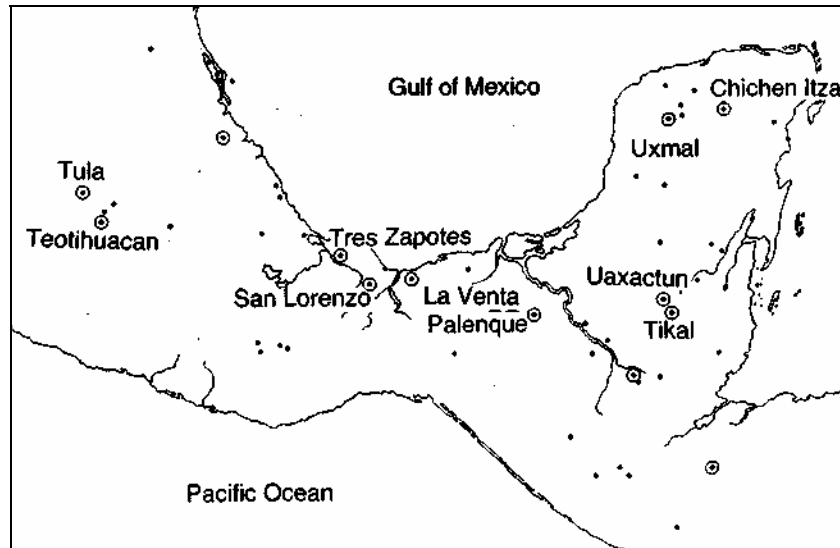 Gulf of Mexico
Chichen Itza
Uxmal
Tula
Teotihuacan
Tres Zapotes
San Lorenzo
La Venta
Palenque
Uaxactun
Tikal
Pacific Ocean